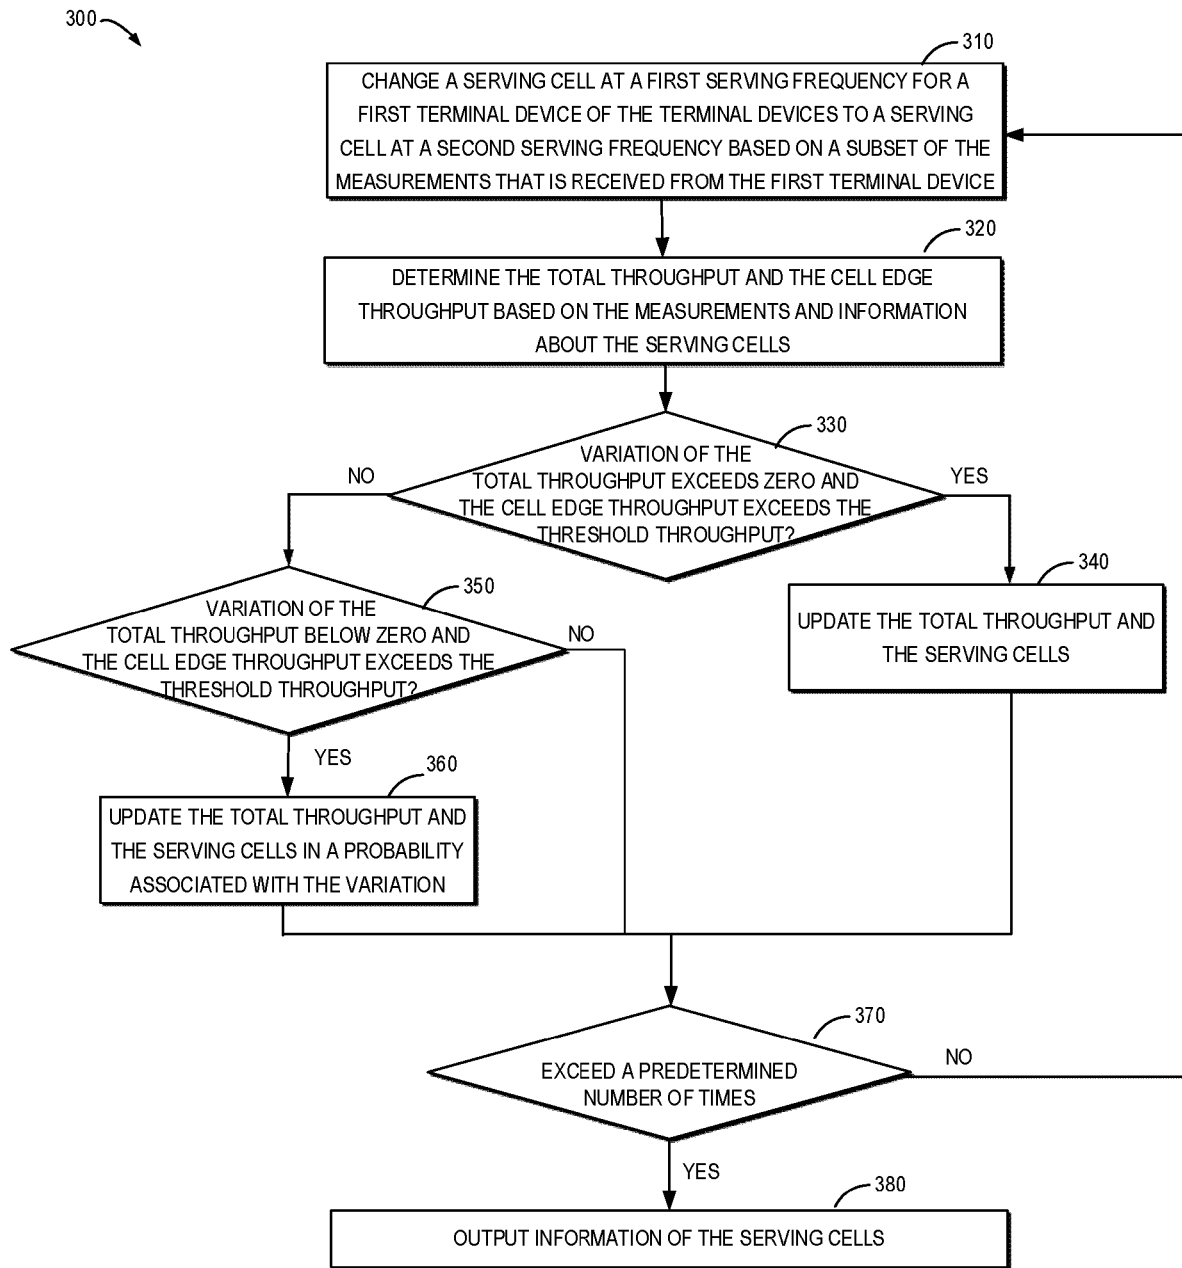 300
310
CHANGE A SERVING CELL AT A FIRST SERVING FREQUENCY FOR A
FIRST TERMINAL DEVICE OF THE TERMINAL DEVICES TO A SERVING
CELL AT A SECOND SERVING FREQUENCY BASED ON A SUBSET OF THE
MEASUREMENTS THAT IS RECEIVED FROM THE FIRST TERMINAL DEVICE
320
DETERMINE THE TOTAL THROUGHPUT AND THE CELL EDGE
THROUGHPUT BASED ON THE MEASUREMENTS AND INFORMATION
ABOUT THE SERVING CELLS
330
VARIATION OF THE
TOTAL THROUGHPUT EXCEEDS ZERO AND
THE CELL EDGE THROUGHPUT EXCEEDS THE
THRESHOLD THROUGHPUT?
NO
YES
340
UPDATE THE TOTAL THROUGHPUT AND
THE SERVING CELLS
350
VARIATION OF THE
TOTAL THROUGHPUT BELOW ZERO AND
THE CELL EDGE THROUGHPUT EXCEEDS THE
THRESHOLD THROUGHPUT?
NO
YES
360
UPDATE THE TOTAL THROUGHPUT AND
THE SERVING CELLS IN A PROBABILITY
ASSOCIATED WITH THE VARIATION
370
EXCEED A PREDETERMINED
NUMBER OF TIMES
NO
YES
380
OUTPUT INFORMATION OF THE SERVING CELLS